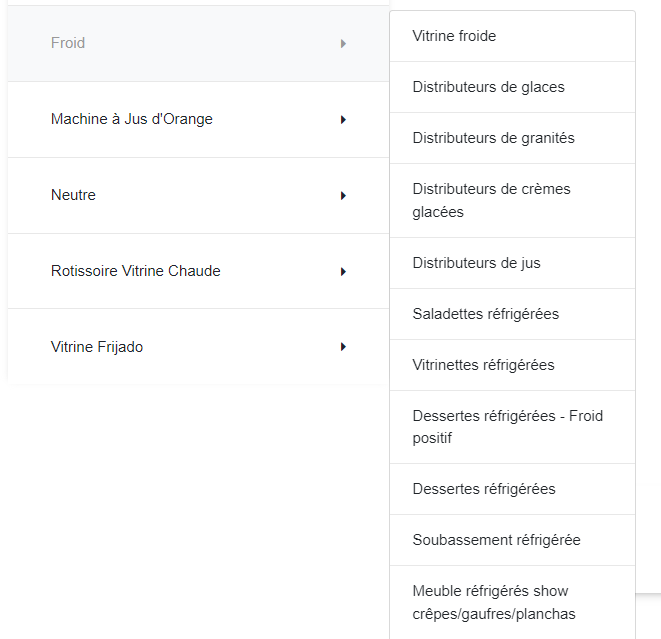 Froid
Machine à Jus d'Orange
Neutre
Rotissoire Vitrine Chaude
Vitrine Frijado
Vitrine froide
Distributeurs de glaces
Distributeurs de granités
Distributeurs de crèmes
glacées
Distributeurs de jus
Saladettes réfrigérées
Vitrinettes réfrigérées
Dessertes réfrigérées - Froid
positif
Dessertes réfrigérées
Soubassement réfrigérée
Meuble réfrigérés show
crêpes/gaufres/planchas